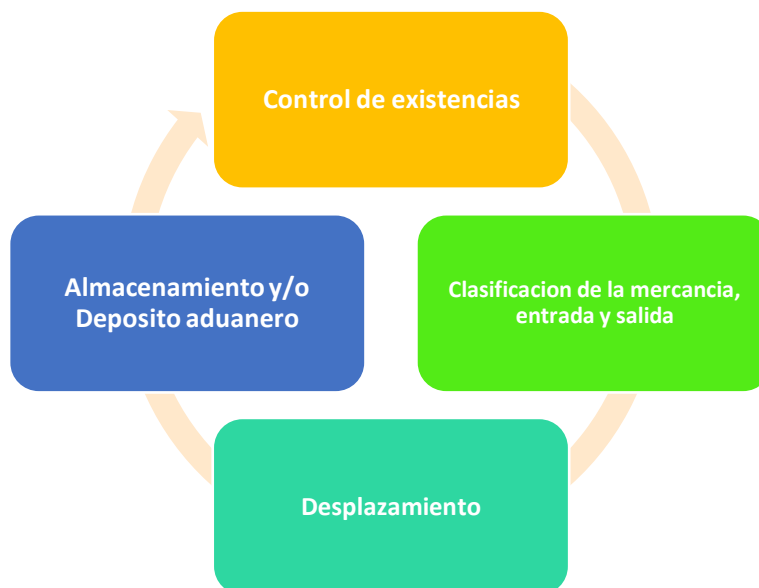 Control de existencias
Clasificacion de la mercancia,
entrada y salida
Desplazamiento
Almacenamiento y/o
Deposito aduanero